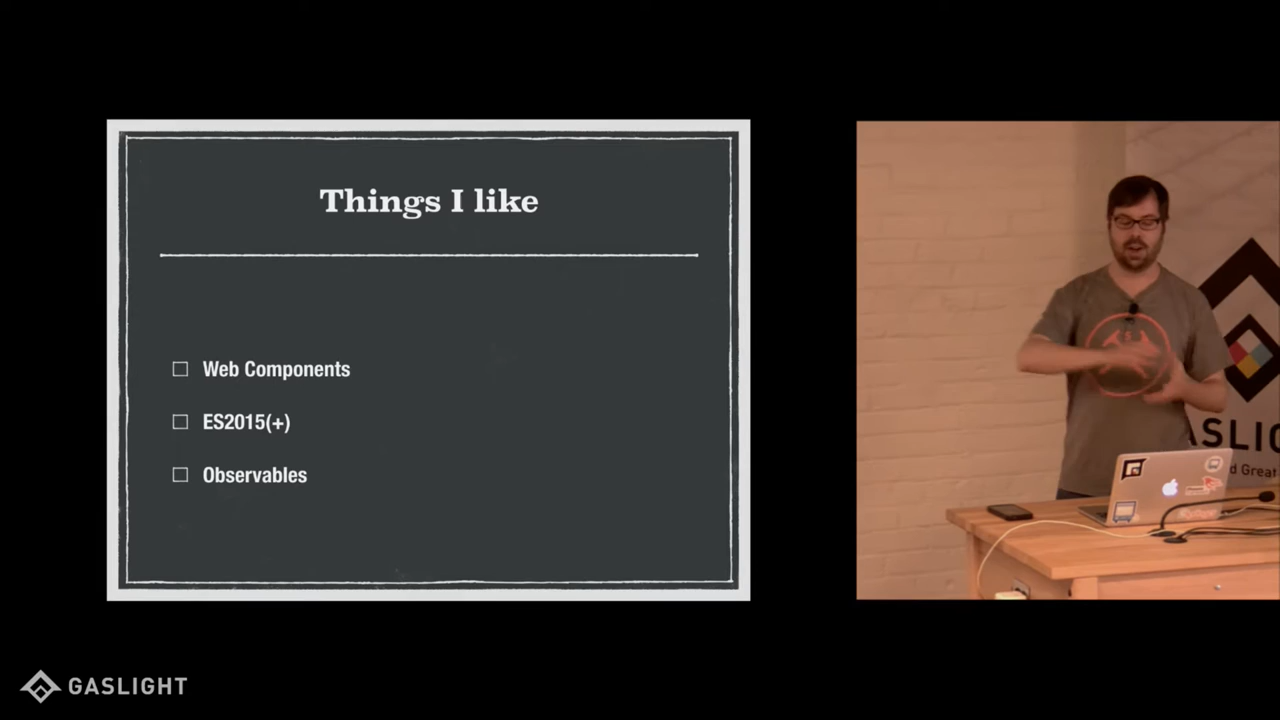 Things I like
Web Components
ES2015(+)
Observables
GASLIGHT